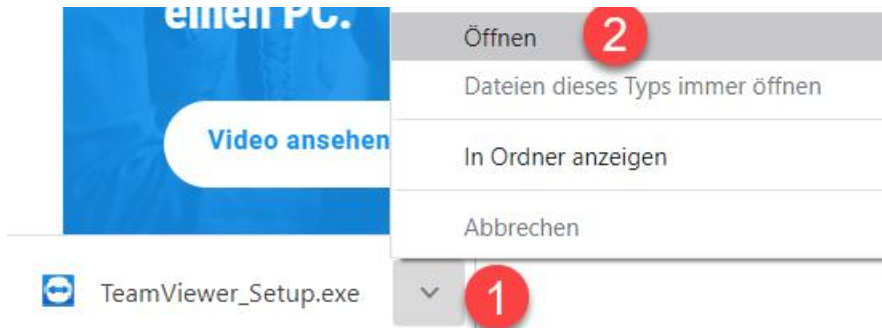 einen PC.
Video ansehen
Öffnen
2
Dateien dieses Typs immer öffnen
In Ordner anzeigen
Abbrechen
TeamViewer_Setup.exe
1